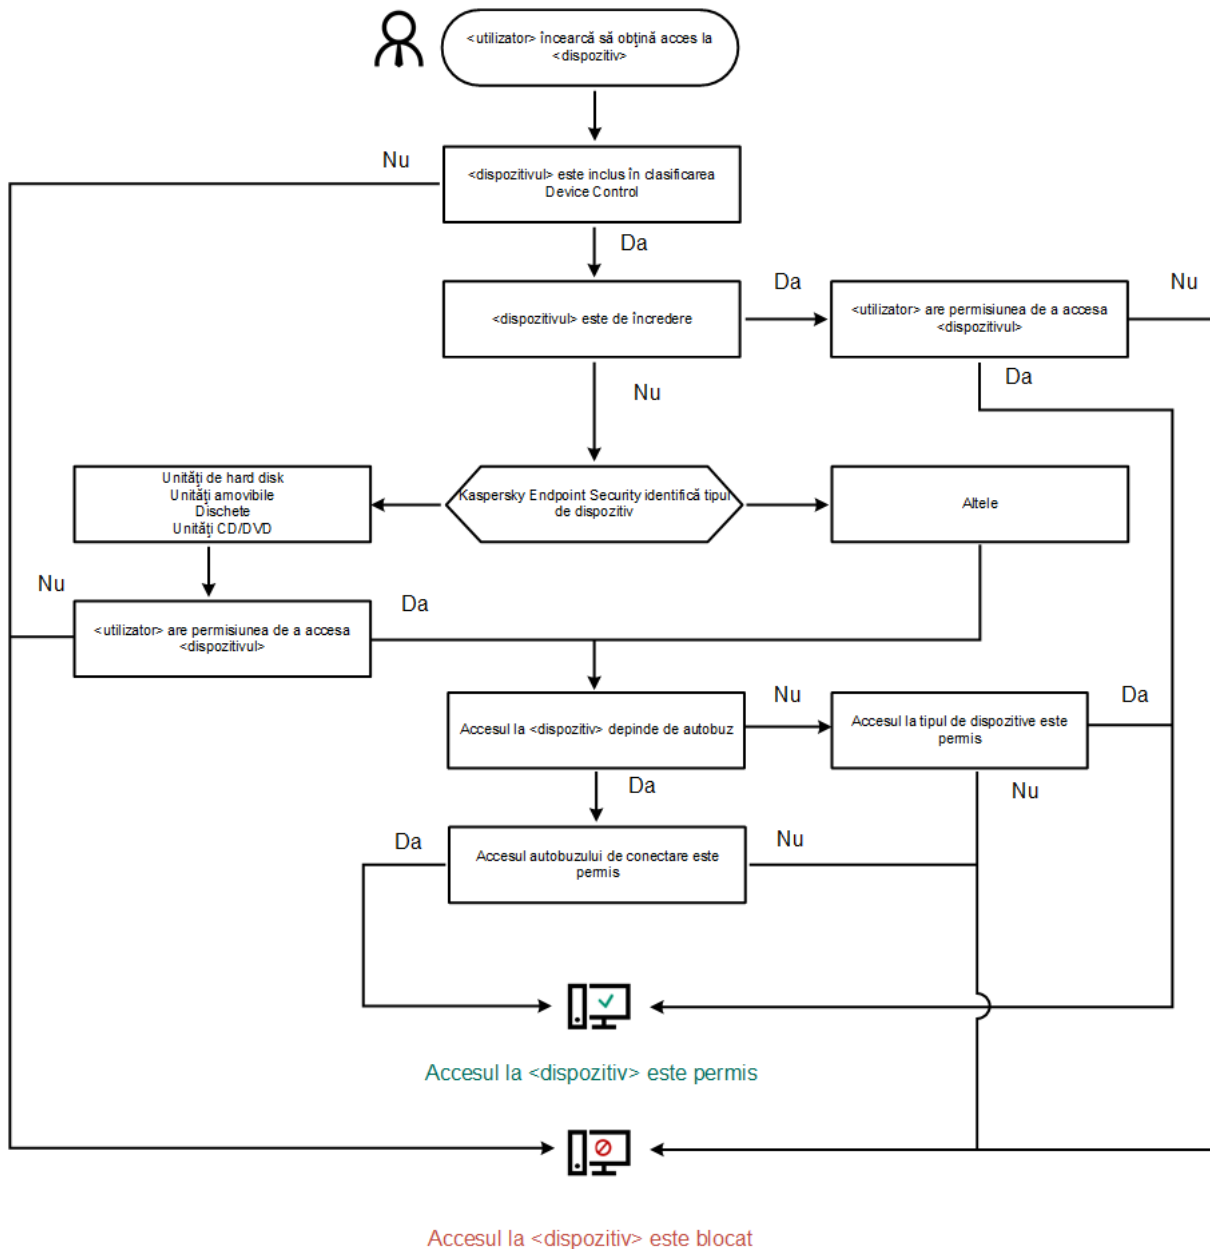 <utilizator> încearcă să obţină acces la
<dispozitiv>
Nu
<dispozitivul> este inclus în clasificarea
Device Control
Da
Da
Nu
<dispozitivul> este de încredere
<utilizator> are permisiunea de a accesa
<dispozitivul>
Nu
Da
Unităţi de hard disk
Unităţi amovibile
Dischete
Unităţi CD/DVD
Kaspersky Endpoint Security identifică tipul
de dispozitiv
Altele
Nu
Da
<utilizator> are permisiunea de a accesa
<dispozitivul>
Nu
Da
Accesul la <dispozitiv> depinde de autobuz
Accesul la tipul de dispozitive este
permis
Da
Nu
Da
Nu
Accesul autobuzului de conectare este
permis
Accesul la <dispozitiv> este permis
Accesul la <dispozitiv> este blocat